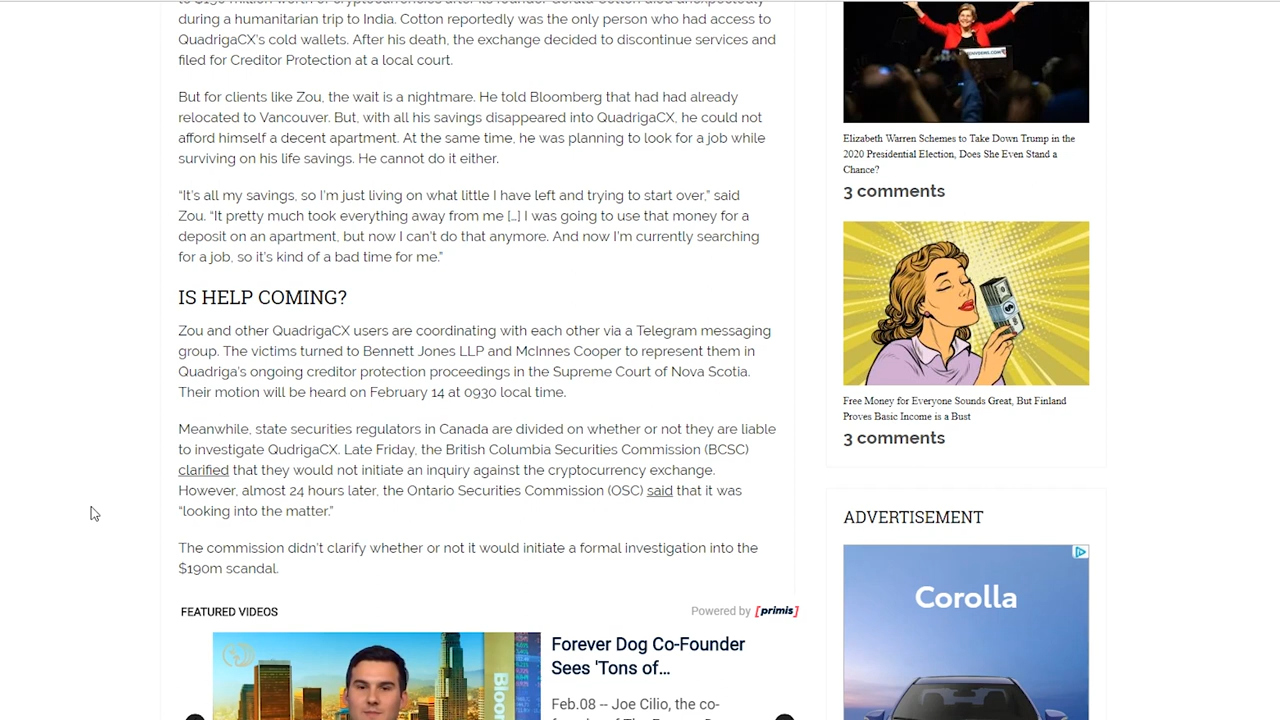 to $190 million worth of cryptocurrencies after its founder Gerald Cotton died unexpectedly
during a humanitarian trip to India. Cotton reportedly was the only person who had access to
QuadrigaCX's cold wallets. After his death, the exchange decided to discontinue services and
filed for Creditor Protection at a local court.
But for clients like Zou, the wait is a nightmare. He told Bloomberg that had had already
relocated to Vancouver. But, with all his savings disappeared into QuadrigaCX, he could not
afford himself a decent apartment. At the same time, he was planning to look for a job while
surviving on his life savings. He cannot do it either.
“It’s all my savings, so I’m just living on what little I have left and trying to start over,” said
Zou. “It pretty much took everything away from me […] I was going to use that money for a
deposit on an apartment, but now I can’t do that anymore. And now I’m currently searching
for a job, so it’s kind of a bad time for me.”
IS HELP COMING?
Zou and other QuadrigaCX users are coordinating with each other via a Telegram messaging
group. The victims turned to Bennett Jones LLP and McInnes Cooper to represent them in
Quadriga’s ongoing creditor protection proceedings in the Supreme Court of Nova Scotia.
Their motion will be heard on February 14 at 0930 local time.
Meanwhile, state securities regulators in Canada are divided on whether or not they are liable
to investigate QudrigaCX. Late Friday, the British Columbia Securities Commission (BCSC)
clarified that they would not initiate an inquiry against the cryptocurrency exchange.
However, almost 24 hours later, the Ontario Securities Commission (OSC) said that it was
“looking into the matter.”
The commission didn’t clarify whether or not it would initiate a formal investigation into the
$190m scandal.
FEATURED VIDEOS
Powered by [primis]
Forever Dog Co-Founder
Sees 'Tons of...
Feb.08 -- Joe Cilio, the co-
Bloom
Elizabeth Warren Schemes to Take Down Trump in the
2020 Presidential Election, Does She Even Stand a
Chance?
3 comments
Free Money for Everyone Sounds Great, But Finland
Proves Basic Income is a Bust
3 comments
ADVERTISEMENT
Corolla